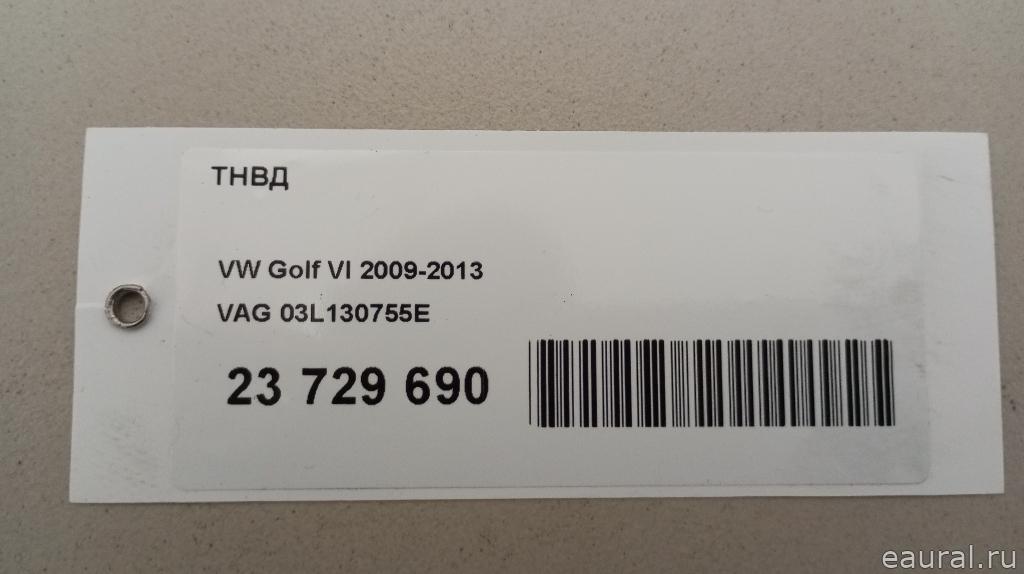 ТНВД
VW Golf VI 2009-2013
VAG 03L130755E
23 729 690
eaural.ru